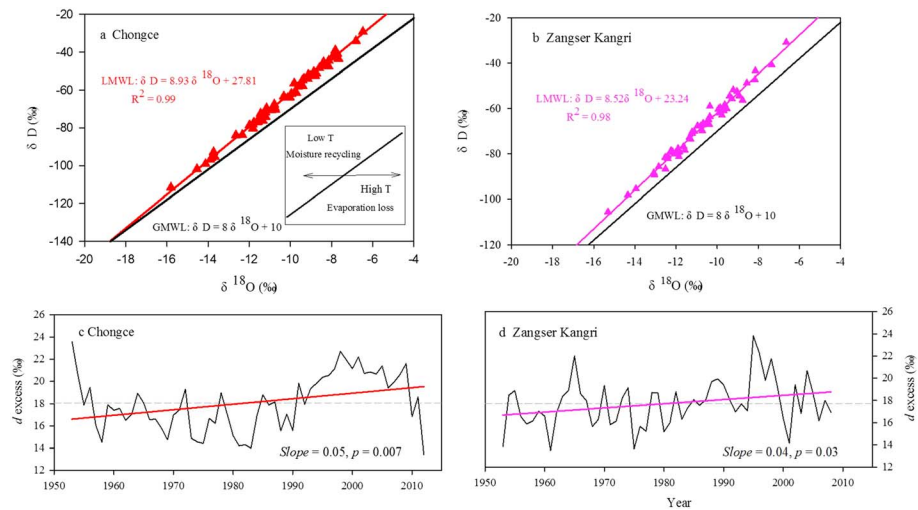 a Chongce
LMWL: δ D = 8.93 δ 18O + 27.81
R2 = 0.99
Low T
Moisture recycling
High T
Evaporation loss
GMWL: δ D = 8 δ 18O + 10
δ D (‰)
-20
-40
-60
-80
-100
-120
-140
-20 -18 -16 -14 -12 -10 -8 -6 -4
δ 18O (‰)
b Zangser Kangri
LMWL: δ D = 8.52δ 18O + 23.24
R2 = 0.98
GMWL: δ D = 8 δ 18O + 10
δ D (‰)
-20
-40
-60
-80
-100
-120
-20 -18 -16 -14 -12 -10 -8 -6 -4
δ 18O (‰)
c Chongce
Slope = 0.05, p = 0.007
d excess (‰)
26
24
22
20
18
16
14
12
1950 1960 1970 1980 1990 2000 2010
d Zangser Kangri
Slope = 0.04, p = 0.03
d excess (‰)
26
24
22
20
18
16
14
12
1950 1960 1970 1980 1990 2000 2010
Year